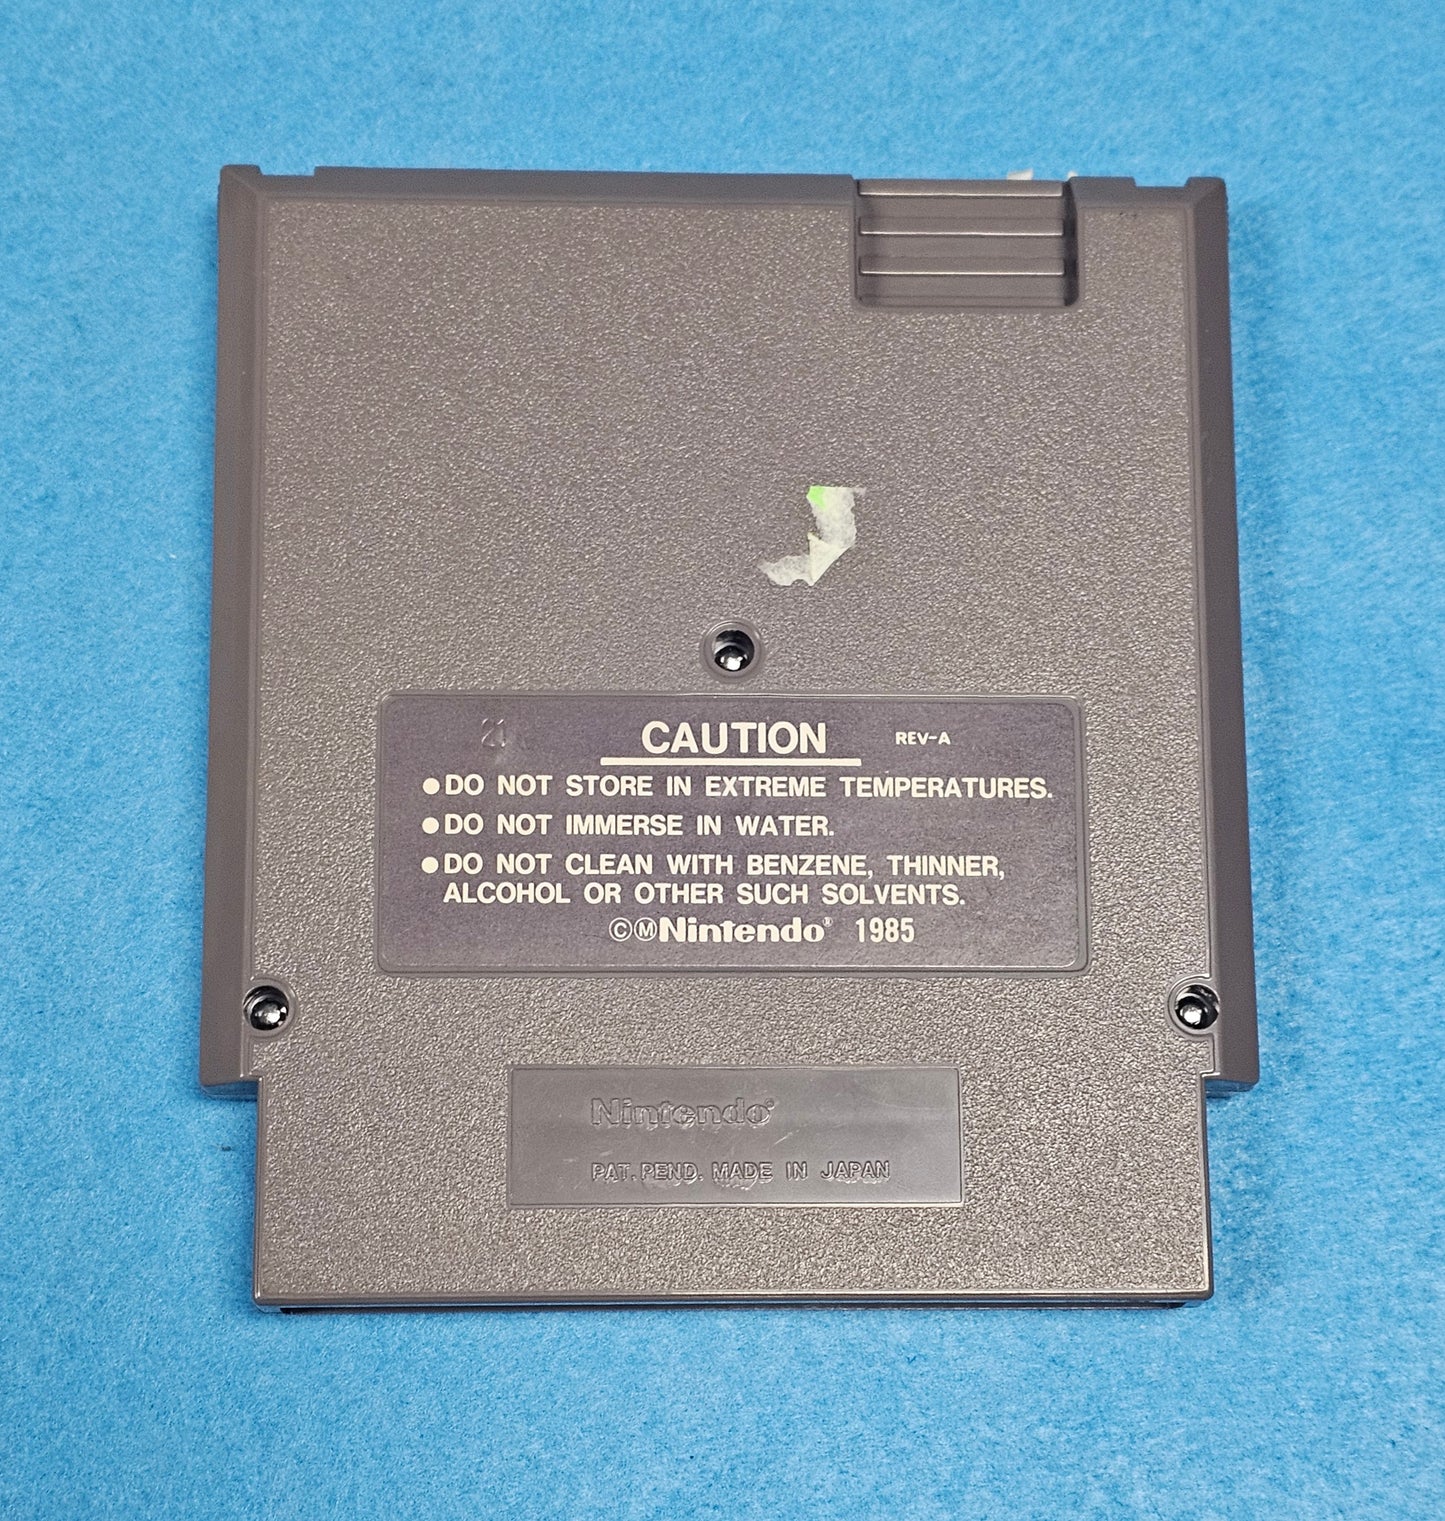 21
CAUTION REV-A
●DO NOT STORE IN EXTREME TEMPERATURES.
●DO NOT IMMERSE IN WATER.
●DO NOT CLEAN WITH BENZENE, THINNER,
ALCOHOL OR OTHER SUCH SOLVENTS.
©ⓂNintendo® 1985
Nintendo®
PAT. PEND. MADE IN JAPAN